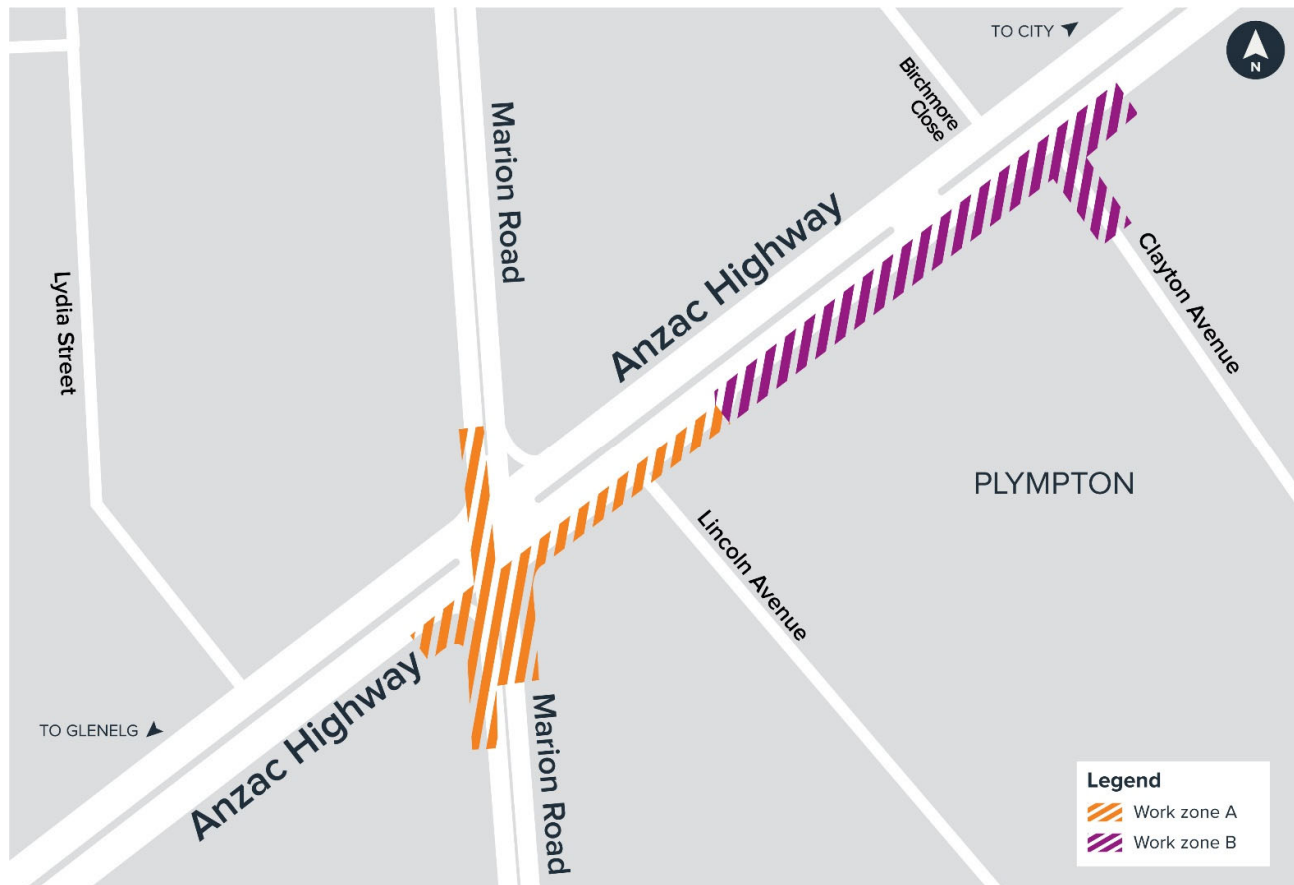 TO CITY
N
Birchmore
Close
Marion Road
Anzac Highway
Lydia Street
Clayton Avenue
PLYMPTON
Lincoln Avenue
TO GLENELG
Anzac Highway
Marion Road
Legend
Work zone A
Work zone B